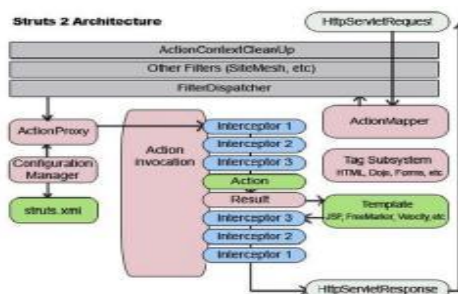 Struts 2 Architecture
HttpServletRequest
ActionContextCleanUp
Other Filters (SiteMesh, etc)
FilterDispatcher
ActionProxy
Configuration
Manager
struts.xml
Action
invocation
Interceptor 1
Interceptor 2
Interceptor 3
Action
Result
Interceptor 3
Interceptor 2
Interceptor 1
ActionMapper
Tag Subsystem
HTML, Dojo, Forms, etc
Template
JSF, FreeMarker, Velocity, etc
HttpServletResponse